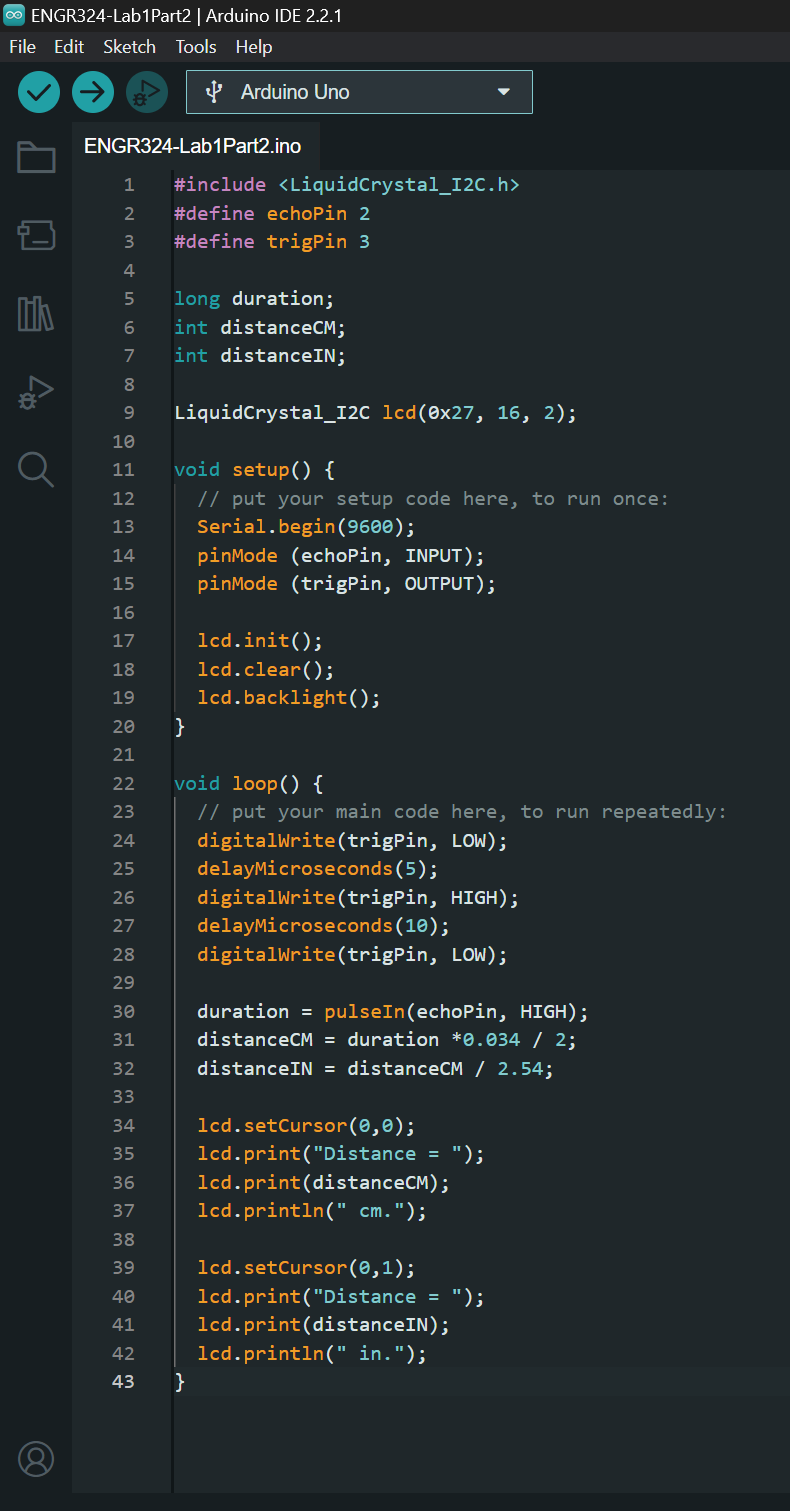 ENGR324-Lab1Part2 | Arduino IDE 2.2.1
File Edit Sketch Tools Help
Arduino Uno
ENGR324-Lab1Part2.ino
1 #include <LiquidCrystal_I2C.h>
2 #define echoPin 2
3 #define trigPin 3
4
5 long duration;
6 int distanceCM;
7 int distanceIN;
8
9 LiquidCrystal_I2C lcd(0x27, 16, 2);
10
11 void setup() {
12   // put your setup code here, to run once:
13   Serial.begin(9600);
14   pinMode (echoPin, INPUT);
15   pinMode (trigPin, OUTPUT);
16
17   lcd.init();
18   lcd.clear();
19   lcd.backlight();
20 }
21
22 void loop() {
23   // put your main code here, to run repeatedly:
24   digitalWrite(trigPin, LOW);
25   delayMicroseconds(5);
26   digitalWrite(trigPin, HIGH);
27   delayMicroseconds(10);
28   digitalWrite(trigPin, LOW);
29
30   duration = pulseIn(echoPin, HIGH);
31   distanceCM = duration *0.034 / 2;
32   distanceIN = distanceCM / 2.54;
33
34   lcd.setCursor(0,0);
35   lcd.print("Distance = ");
36   lcd.print(distanceCM);
37   lcd.println(" cm.");
38
39   lcd.setCursor(0,1);
40   lcd.print("Distance = ");
41   lcd.print(distanceIN);
42   lcd.println(" in.");
43 }